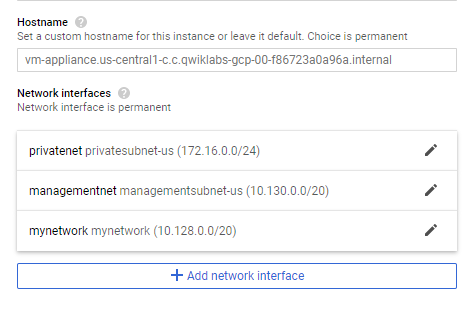 Hostname ?
Set a custom hostname for this instance or leave it default. Choice is permanent
vm-appliance.us-central1-c.c.qwiklabs-gcp-00-f86723a0a96a.internal
Network interfaces ?
Network interface is permanent
privatenet privatesubnet-us (172.16.0.0/24)
managementnet managementsubnet-us (10.130.0.0/20)
mynetwork mynetwork (10.128.0.0/20)
+ Add network interface